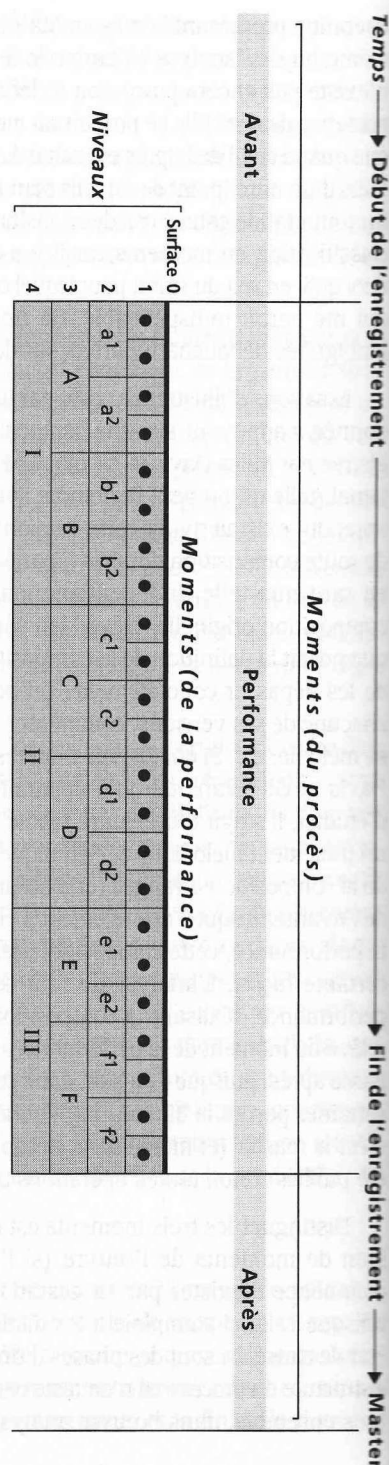 Temps Début de l'enregistrement Fin de l'enregistrement Master
Moments (du procès)
Avant Performance Après
Moments (de la performance)
Niveaux
Surface 0
1
2 a¹ a² b¹ b² c¹ c² d¹ d² e¹ e² f¹ f²
3 A B C D E F
4 I II III